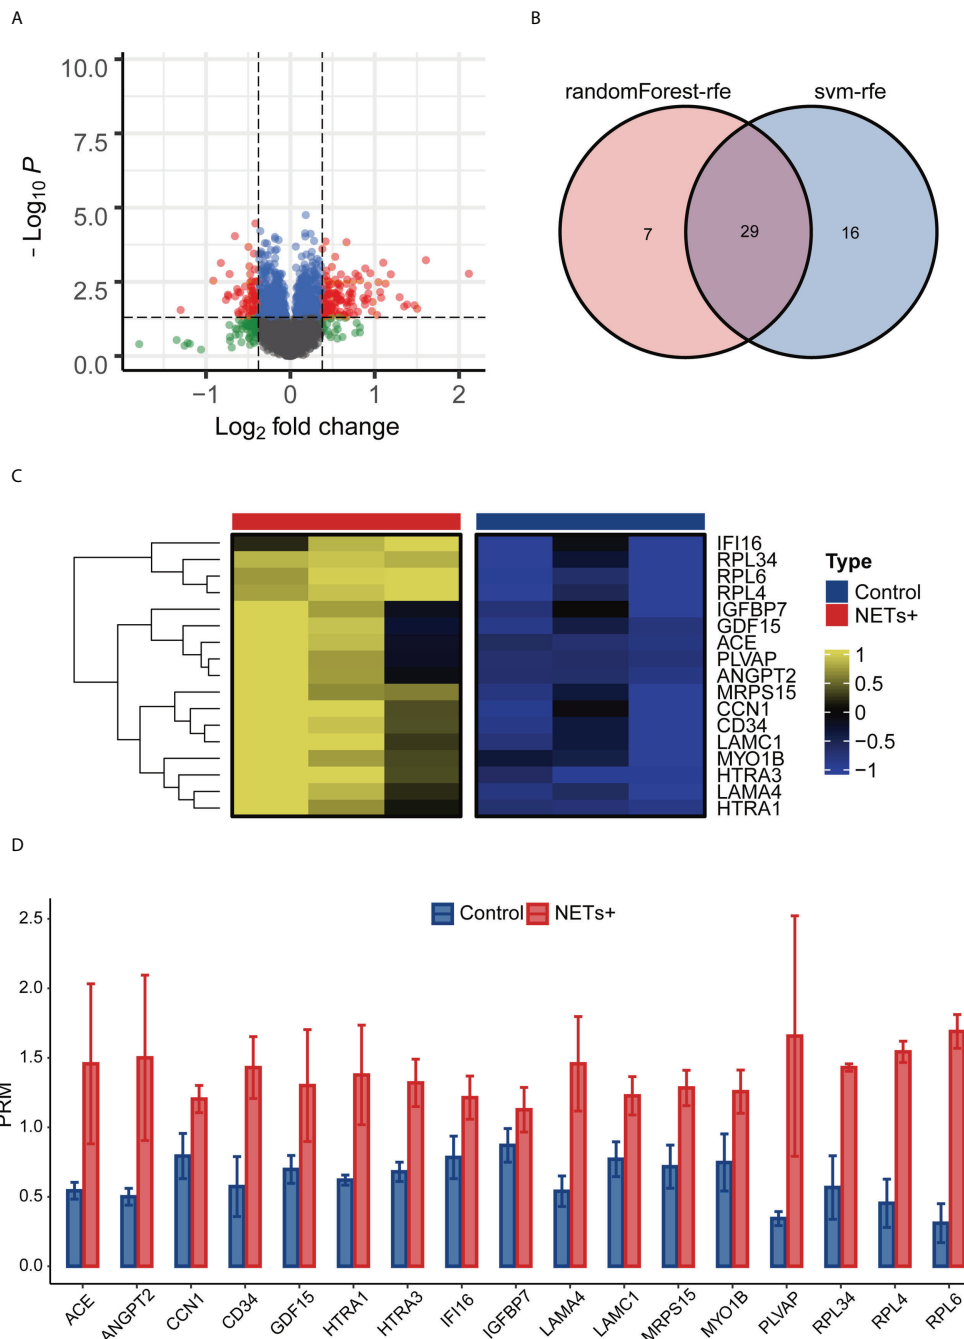 A
10.0
7.5
5.0
2.5
0.0
- Log10 P
−1 0 1 2
Log2 fold change
B
randomForest-rfe svm-rfe
7 29 16
C
IFI16
RPL34
RPL6
RPL4
IGFBP7
GDF15
ACE
PLVAP
ANGPT2
MRPS15
CCN1
CD34
LAMC1
MYO1B
HTRA3
LAMA4
HTRA1
Type
Control
NETs+
1
0.5
0
−0.5
−1
D
Control NETs+
2.5
2.0
1.5
1.0
0.5
0.0
PRM
ACE ANGPT2 CCN1 CD34 GDF15 HTRA1 HTRA3 IFI16 IGFBP7 LAMA4 LAMC1 MRPS15 MYO1B PLVAP RPL34 RPL4 RPL6